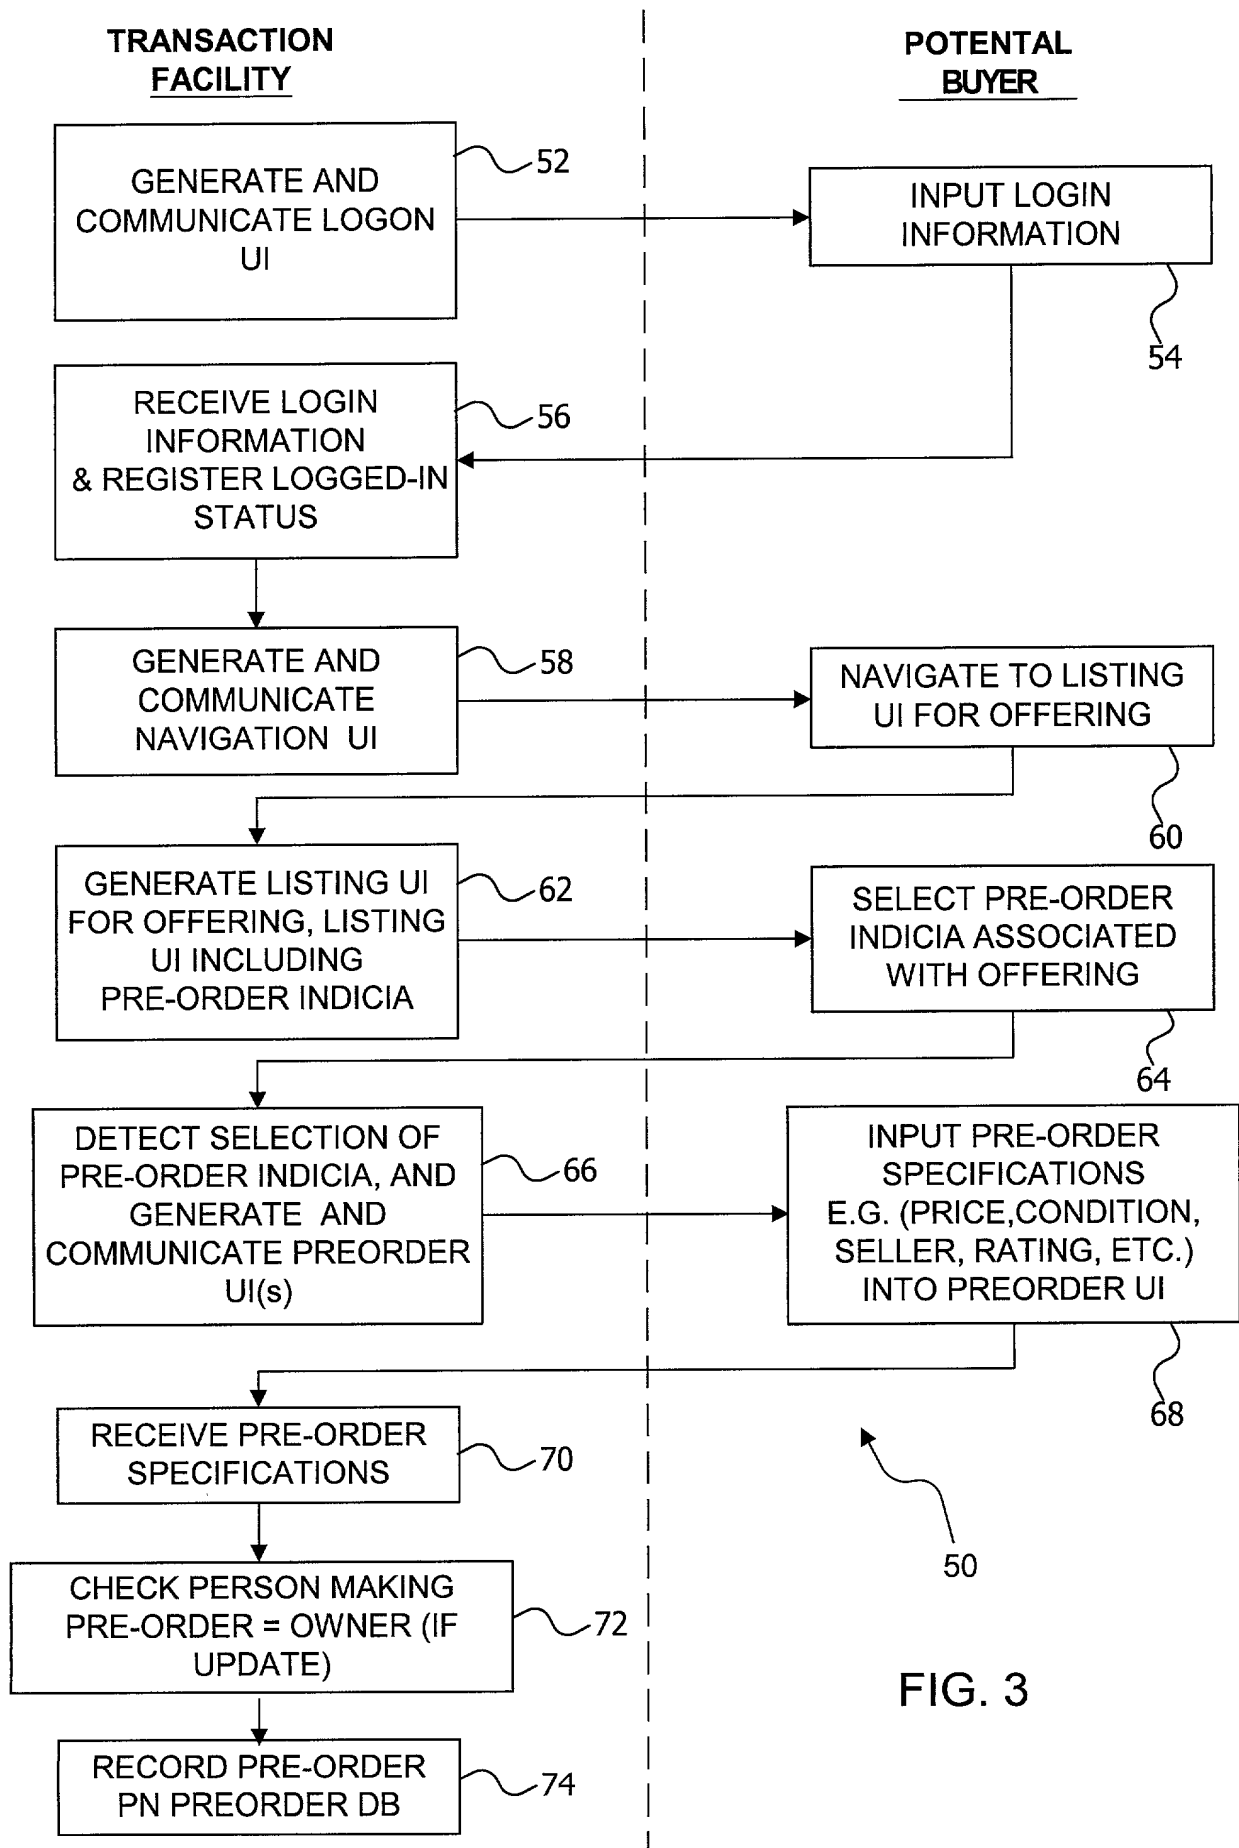 TRANSACTION
FACILITY
POTENTAL
BUYER
GENERATE AND
COMMUNICATE LOGON
UI
52
INPUT LOGIN
INFORMATION
54
RECEIVE LOGIN
INFORMATION
& REGISTER LOGGED-IN
STATUS
56
GENERATE AND
COMMUNICATE
NAVIGATION UI
58
NAVIGATE TO LISTING
UI FOR OFFERING
60
GENERATE LISTING UI
FOR OFFERING, LISTING
UI INCLUDING
PRE-ORDER INDICIA
62
SELECT PRE-ORDER
INDICIA ASSOCIATED
WITH OFFERING
64
DETECT SELECTION OF
PRE-ORDER INDICIA, AND
GENERATE AND
COMMUNICATE PREORDER
UI(s)
66
INPUT PRE-ORDER
SPECIFICATIONS
E.G. (PRICE,CONDITION,
SELLER, RATING, ETC.)
INTO PREORDER UI
68
RECEIVE PRE-ORDER
SPECIFICATIONS
70
50
CHECK PERSON MAKING
PRE-ORDER = OWNER (IF
UPDATE)
72
FIG. 3
RECORD PRE-ORDER
PN PREORDER DB
74